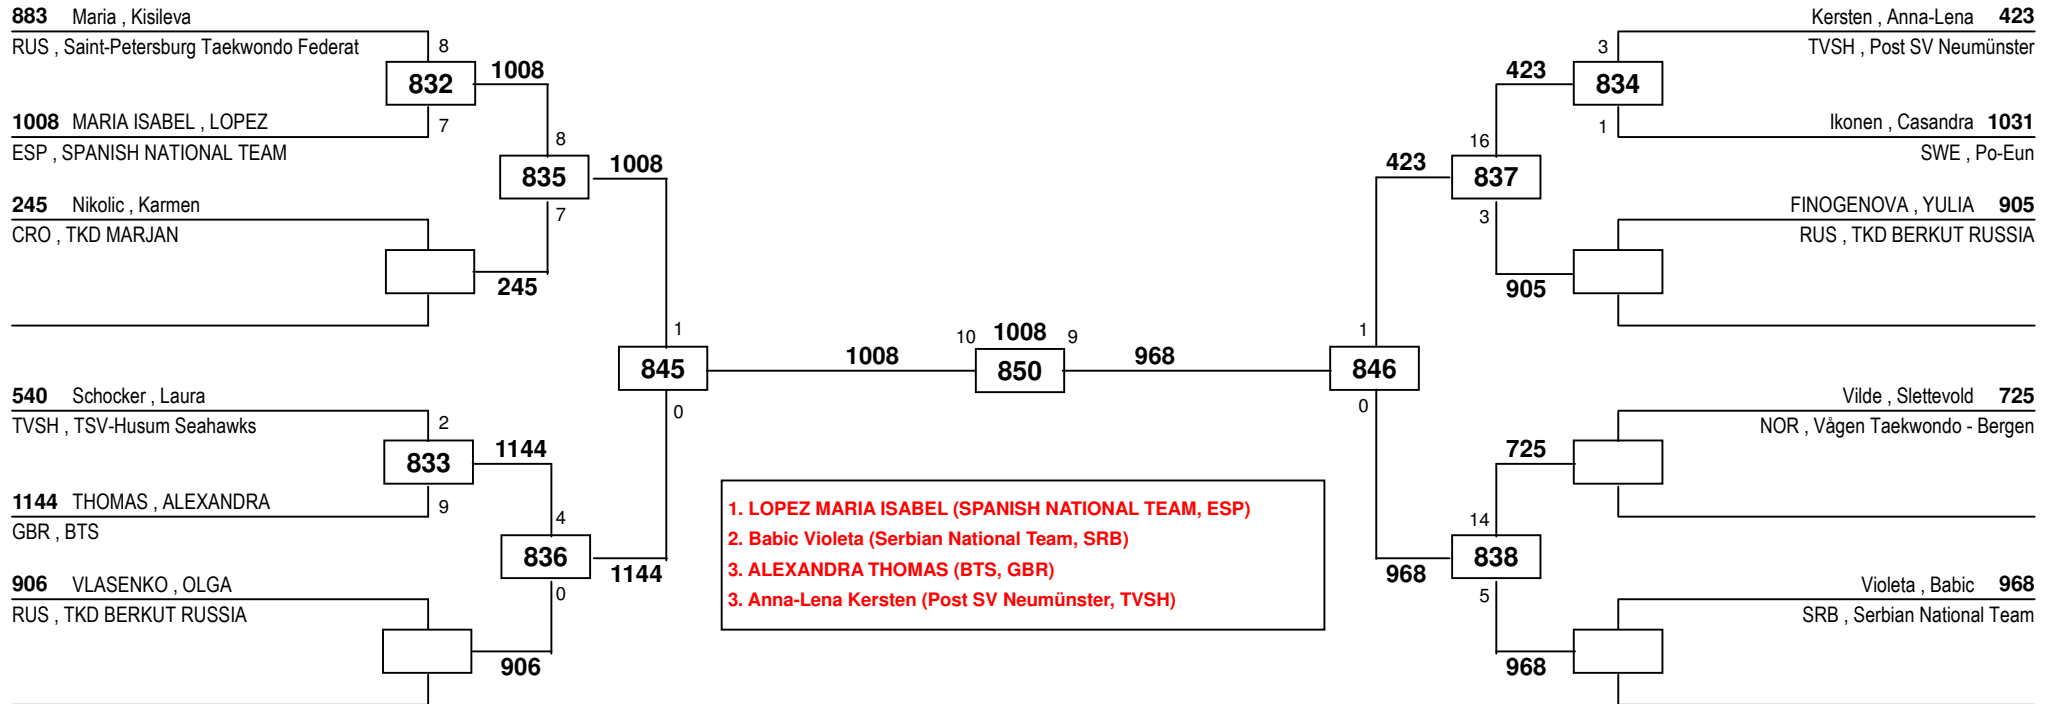 883 Maria , Kisileva
RUS , Saint-Petersburg Taekwondo Federat
8
832
1008
1008 MARIA ISABEL , LOPEZ
7
ESP , SPANISH NATIONAL TEAM
8
835
1008
245 Nikolic , Karmen
7
CRO , TKD MARJAN
245
1
845
0
540 Schocker , Laura
TVSH , TSV-Husum Seahawks
2
833
1144
1144 THOMAS , ALEXANDRA
9
GBR , BTS
4
836
1144
906 VLASENKO , OLGA
0
RUS , TKD BERKUT RUSSIA
906
1008
10 1008 9
850
968
1. LOPEZ MARIA ISABEL (SPANISH NATIONAL TEAM, ESP)
2. Babic Violeta (Serbian National Team, SRB)
3. ALEXANDRA THOMAS (BTS, GBR)
3. Anna-Lena Kersten (Post SV Neumünster, TVSH)
Kersten , Anna-Lena 423
TVSH , Post SV Neumünster
3
423
834
1
Ikonen , Casandra 1031
SWE , Po-Eun
16
423
837
3
FINOGENOVA , YULIA 905
RUS , TKD BERKUT RUSSIA
905
1
846
0
Vilde , Slettevold 725
NOR , Vågen Taekwondo - Bergen
725
14
838
968
5
Violeta , Babic 968
SRB , Serbian National Team
968